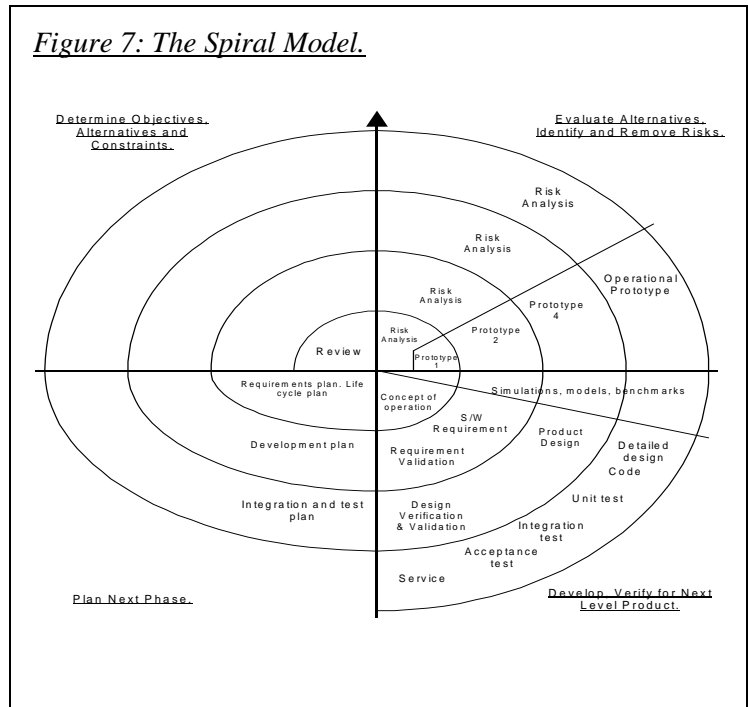 Figure 7: The Spiral Model.
Determine Objectives,
Alternatives and
Constraints.
Evaluate Alternatives,
Identify and Remove Risks.
Risk
Analysis
Risk
Analysis
Operational
Prototype
Risk
Analysis
Prototype
4
Risk
Analysis
Prototype
2
Review
Prototype
1
Requirements plan. Life
cycle plan
Concept of
operation
Simulations, models, benchmarks
S/W
Requirement
Development plan
Requirement
Validation
Product
Design
Detailed
design
Code
Integration and test
plan
Design
Verification
& Validation
Unit test
Integration
test
Acceptance
test
Service
Plan Next Phase.
Develop, Verify for Next
Level Product.